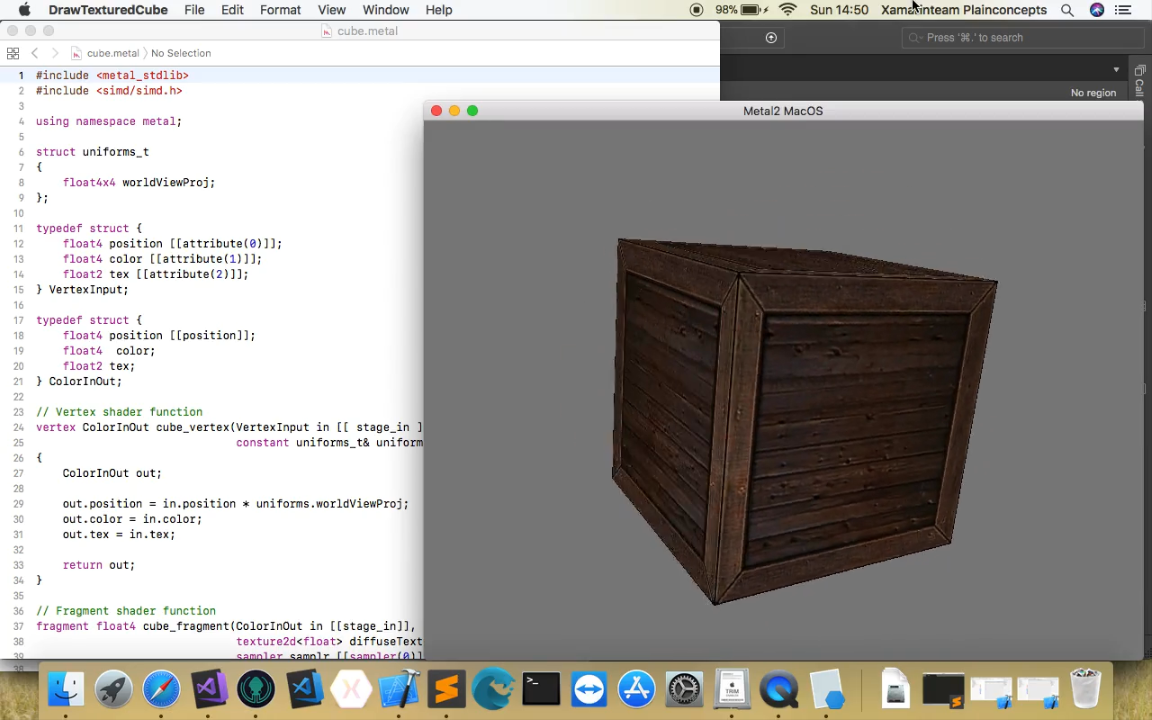 DrawTexturedCube File Edit Format View Window Help 98% Sun 14:50 Plainconcepts
cube.metal
cube.metal No Selection
Press ‘⌘.’ to search
No region
Call
Metal2 MacOS
1 #include <metal_stdlib>
2 #include <simd/simd.h>
3
4 using namespace metal;
5
6 struct uniforms_t
7 {
8 float4x4 worldViewProj;
9 };
10
11 typedef struct {
12 float4 position [[attribute(0)]];
13 float4 color [[attribute(1)]];
14 float2 tex [[attribute(2)]];
15 } VertexInput;
16
17 typedef struct {
18 float4 position [[position]];
19 float4  color;
20 float2 tex;
21 } ColorInOut;
22
23 // Vertex shader function
24 vertex ColorInOut cube_vertex(VertexInput in [[ stage_in ]
25 constant uniforms_t& uniform
26 {
27 ColorInOut out;
28
29 out.position = in.position * uniforms.worldViewProj;
30 out.color = in.color;
31 out.tex = in.tex;
32
33 return out;
34 }
35
36 // Fragment shader function
37 fragment float4 cube_fragment(ColorInOut in [[stage_in]],
38 texture2d<float> diffuseText
sampler samplr [[sampler(0)]
TRIM